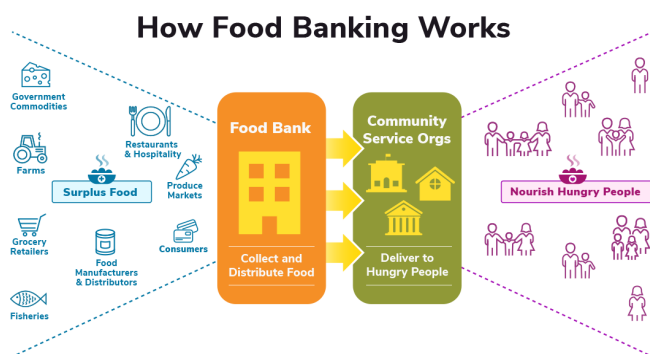 How Food Banking Works
Government
Commodities
Restaurants
& Hospitality
Farms
Surplus Food
Produce
Markets
Grocery
Retailers
Food
Manufacturers
& Distributors
Consumers
Fisheries
Food Bank
Collect and
Distribute Food
Community
Service Orgs
Deliver to
Hungry People
Nourish Hungry People